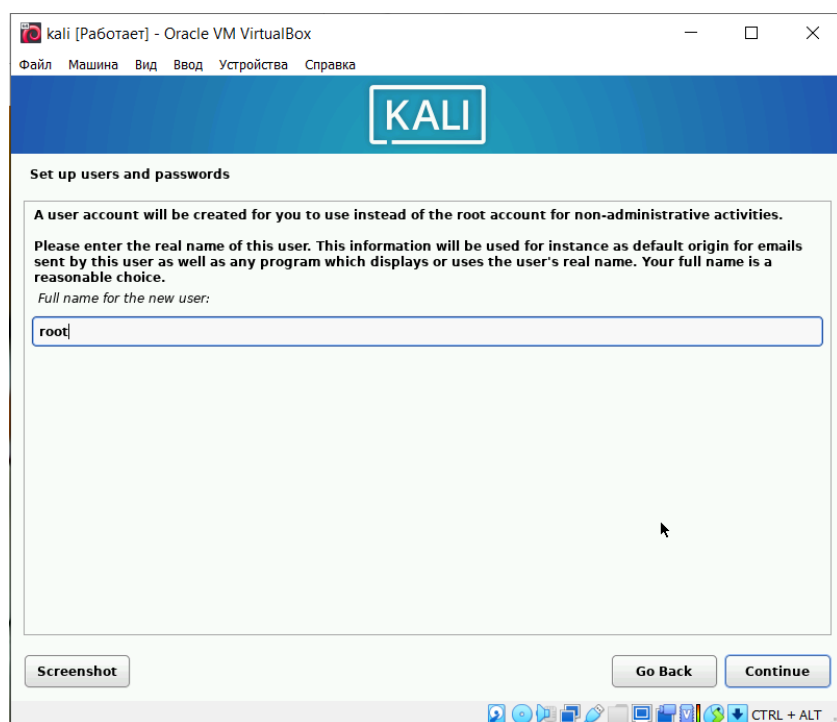 kali [Работает] - Oracle VM VirtualBox
Файл Машина Вид Ввод Устройства Справка
KALI
Set up users and passwords
A user account will be created for you to use instead of the root account for non-administrative activities.
Please enter the real name of this user. This information will be used for instance as default origin for emails
sent by this user as well as any program which displays or uses the user's real name. Your full name is a
reasonable choice.
Full name for the new user:
root
Screenshot Go Back Continue
CTRL + ALT